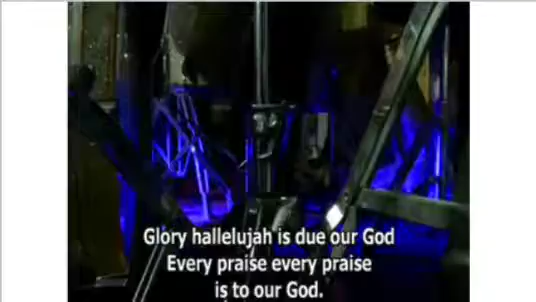 Glory hallelujah is due our God
Every praise every praise
is to our God.